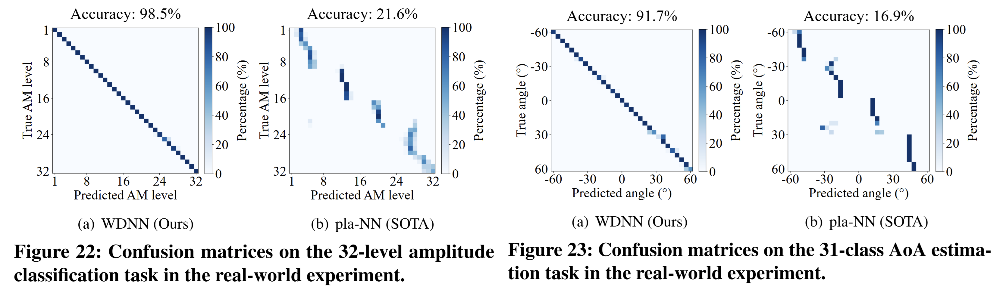 Accuracy: 98.5%
1
8
16
24
32
True AM level
1 8 16 24 32
Predicted AM level
100
80
60
40
20
0
Percentage (%)
(a) WDNN (Ours)
Accuracy: 21.6%
1
8
16
24
32
True AM level
1 8 16 24 32
Predicted AM level
100
80
60
40
20
0
Percentage (%)
(b) pla-NN (SOTA)
Figure 22: Confusion matrices on the 32-level amplitude
classification task in the real-world experiment.
Accuracy: 91.7%
-60
-30
0
30
60
True angle (°)
-60 -30 0 30 60
Predicted angle (°)
100
80
60
40
20
0
Percentage (%)
(a) WDNN (Ours)
Accuracy: 16.9%
-60
-30
0
30
60
True angle (°)
-60 -30 0 30 60
Predicted angle (°)
100
80
60
40
20
0
Percentage (%)
(b) pla-NN (SOTA)
Figure 23: Confusion matrices on the 31-class AoA estima-
tion task in the real-world experiment.